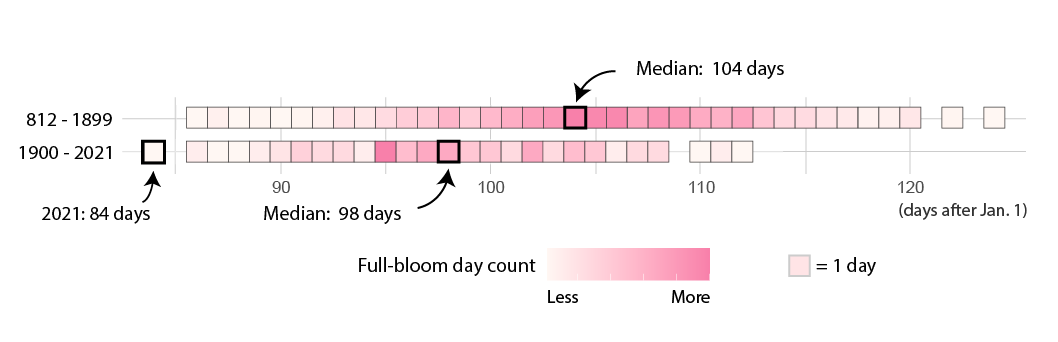 Median:  104 days
812 - 1899
1900 - 2021
90
100
110
120
2021: 84 days
Median:  98 days
(days after Jan. 1)
Full-bloom day count
= 1 day
Less
More